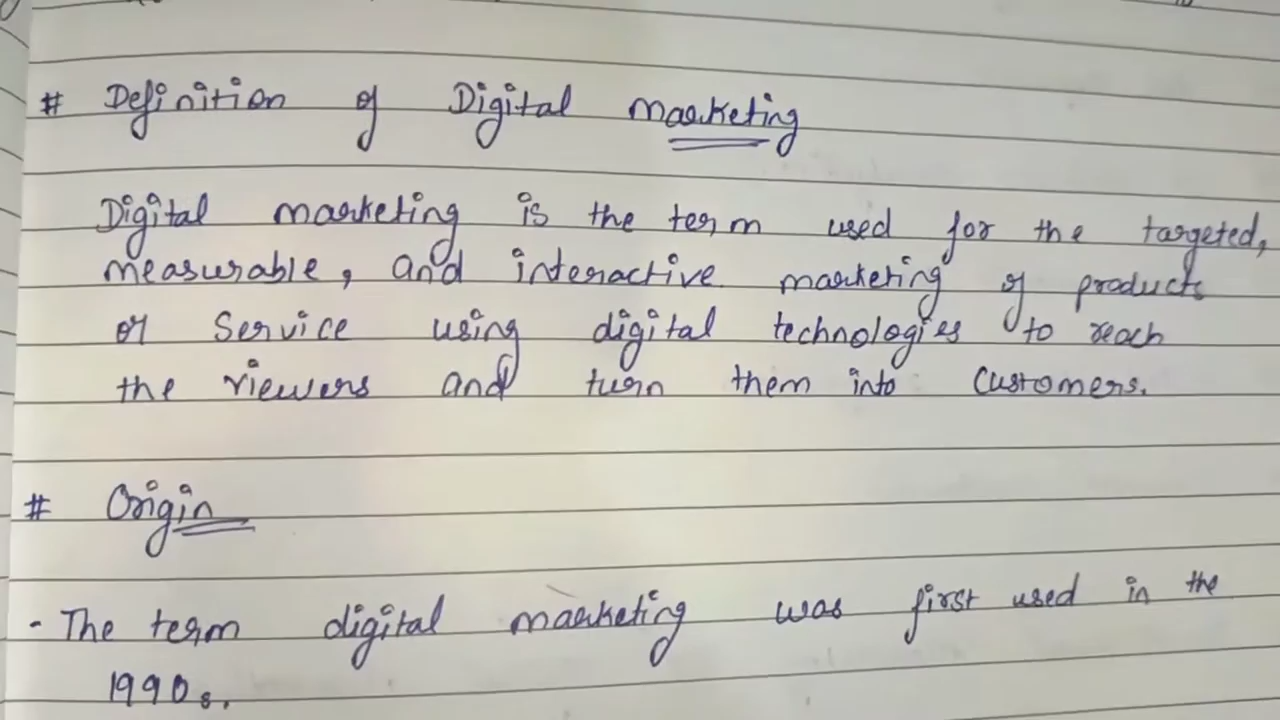 # Definition of Digital marketing
Digital marketing is the term used for the targeted,
measurable, and interactive marketing of products
or Service using digital technologies to reach
the viewers and turn them into Customers.
# Origin
- The term digital marketing was first used in the
1990s.